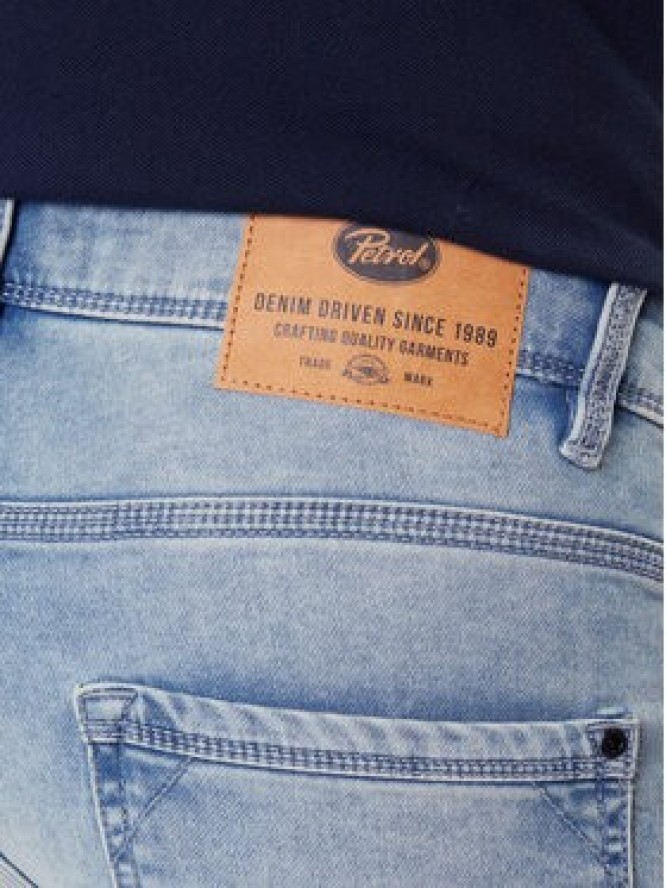 Petrol®
DENIM DRIVEN SINCE 1989
CRAFTING QUALITY GARMENTS
TRADE MARK